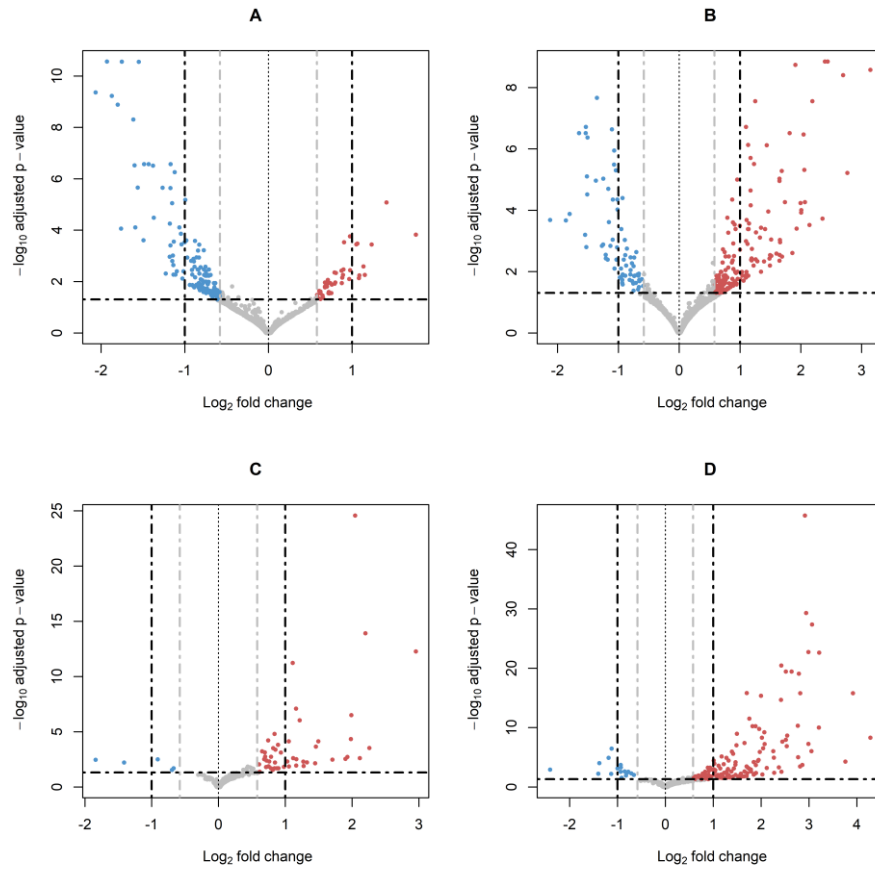 A
B
10
8
6
4
2
0
8
6
4
2
0
−log10 adjusted p − value
−log10 adjusted p − value
-2 -1 0 1
-2 -1 0 1 2 3
Log2 fold change
Log2 fold change
C
D
25
20
15
10
5
0
40
30
20
10
0
−log10 adjusted p − value
−log10 adjusted p − value
-2 -1 0 1 2 3
-2 -1 0 1 2 3 4
Log2 fold change
Log2 fold change